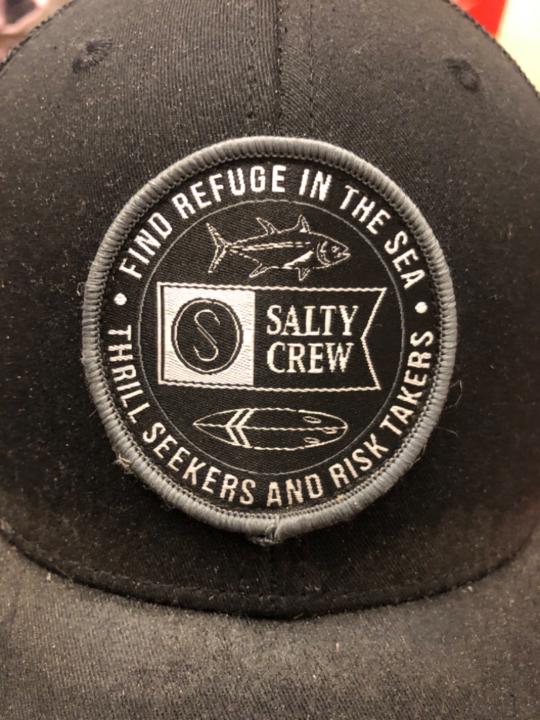 FIND REFUGE IN THE SEA
S
SALTY
CREW
THRILL SEEKERS AND RISK TAKERS